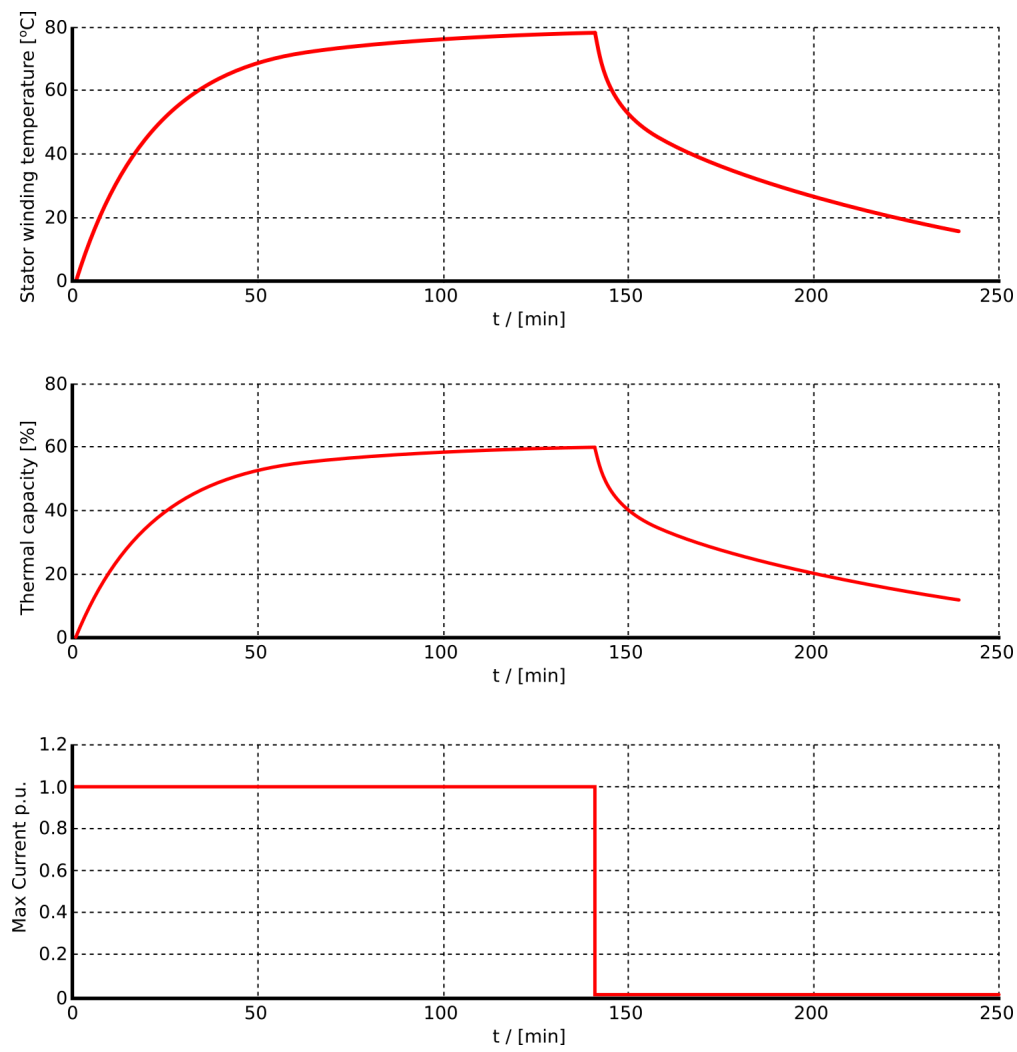 Stator winding temperature [ºC]
80
60
40
20
0
0 50 100 150 200 250
t / [min]
Thermal capacity [%]
80
60
40
20
0
0 50 100 150 200 250
t / [min]
Max Current p.u.
1.2
1.0
0.8
0.6
0.4
0.2
0
0 50 100 150 200 250
t / [min]